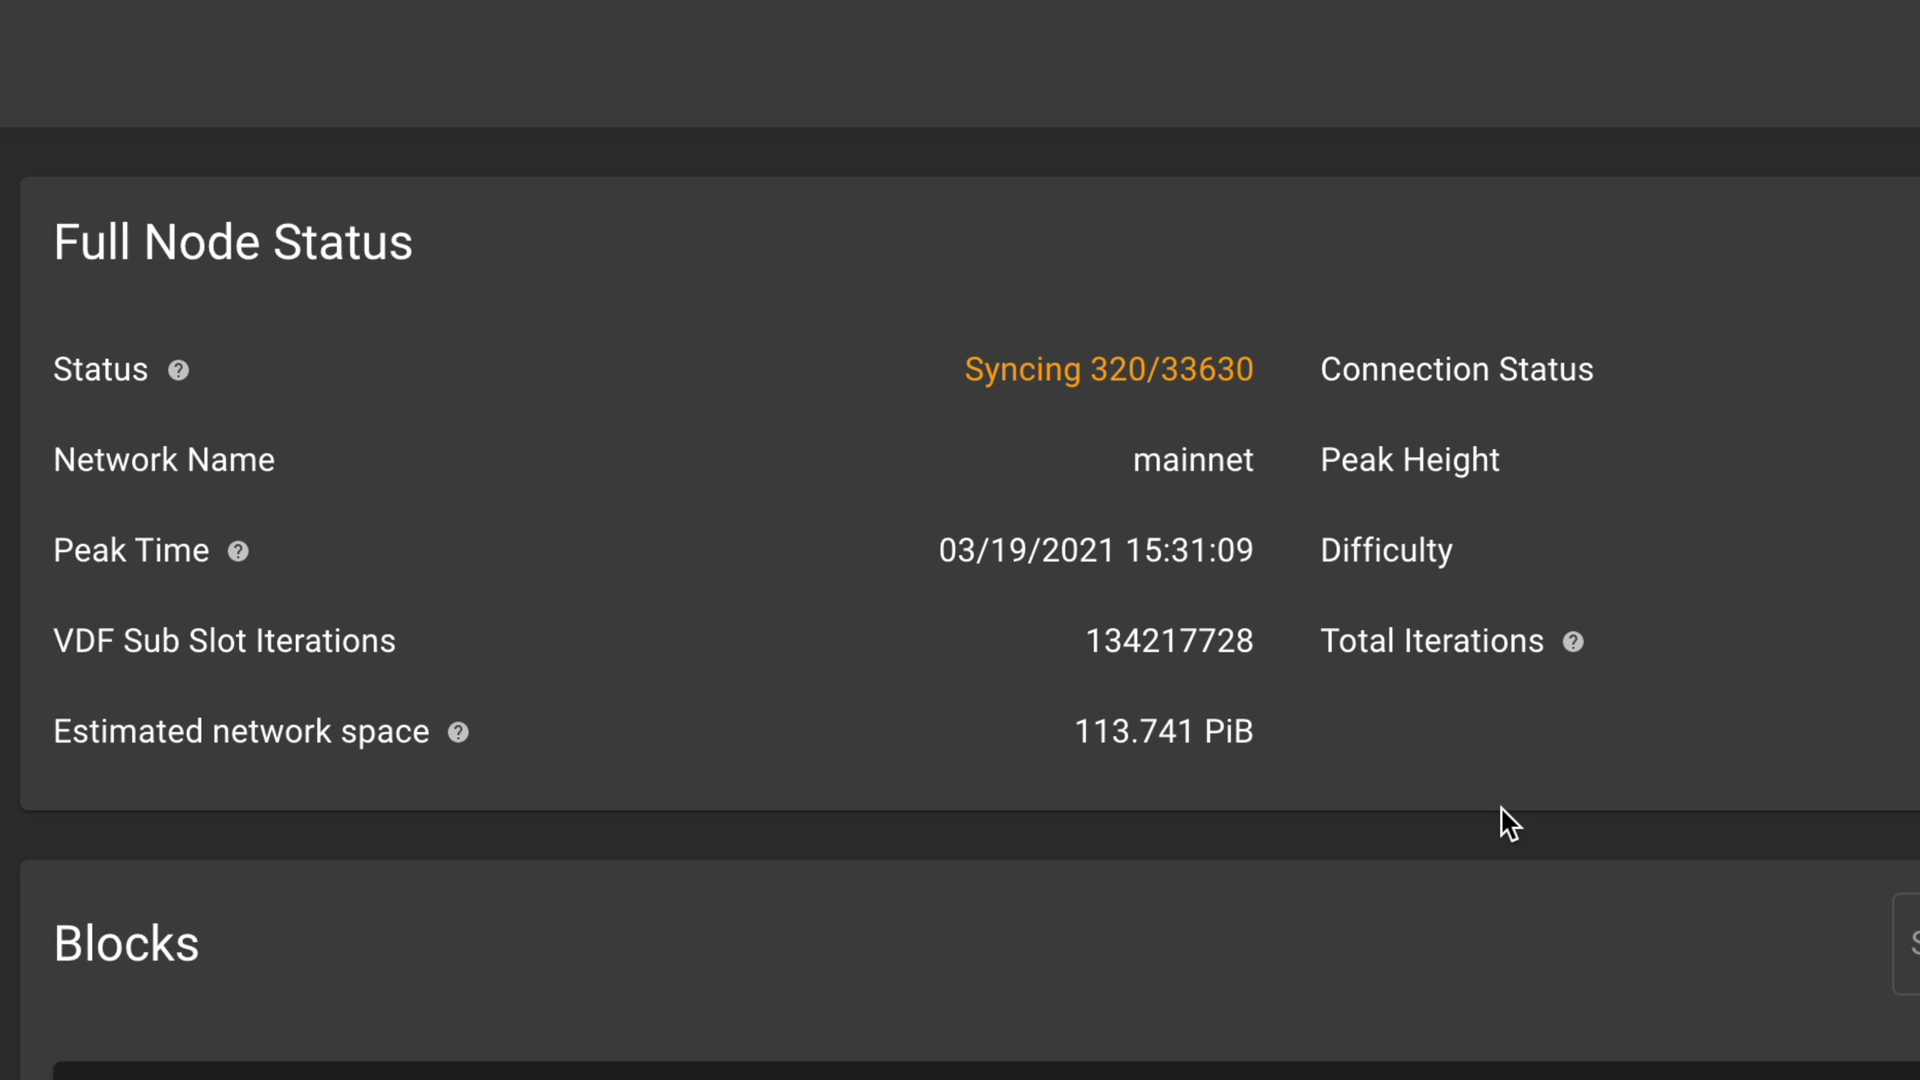 Full Node Status
Status Syncing 320/33630 Connection Status
Network Name mainnet Peak Height
Peak Time 03/19/2021 15:31:09 Difficulty
VDF Sub Slot Iterations 134217728 Total Iterations
Estimated network space 113.741 PiB
Blocks